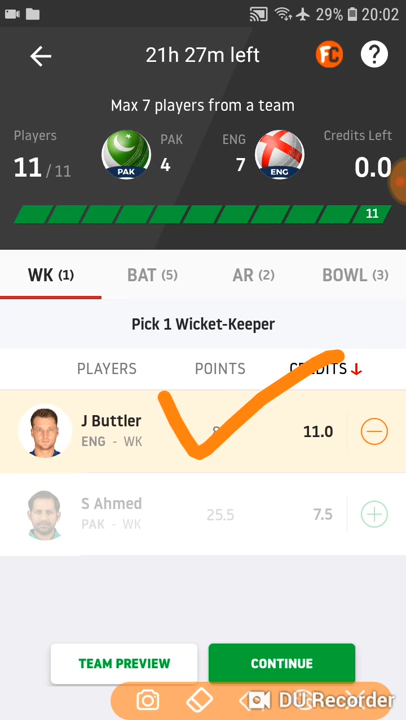 29% 20:02
21h 27m left FC ?
Max 7 players from a team
Players PAK ENG Credits Left
11 / 11 PAK 4 7 ENG 0.0
11
WK (1) BAT (5) AR (2) BOWL (3)
Pick 1 Wicket-Keeper
PLAYERS POINTS CREDITS
J Buttler 11.0
ENG - WK
S Ahmed 25.5 7.5
PAK - WK
TEAM PREVIEW CONTINUE
DU Recorder